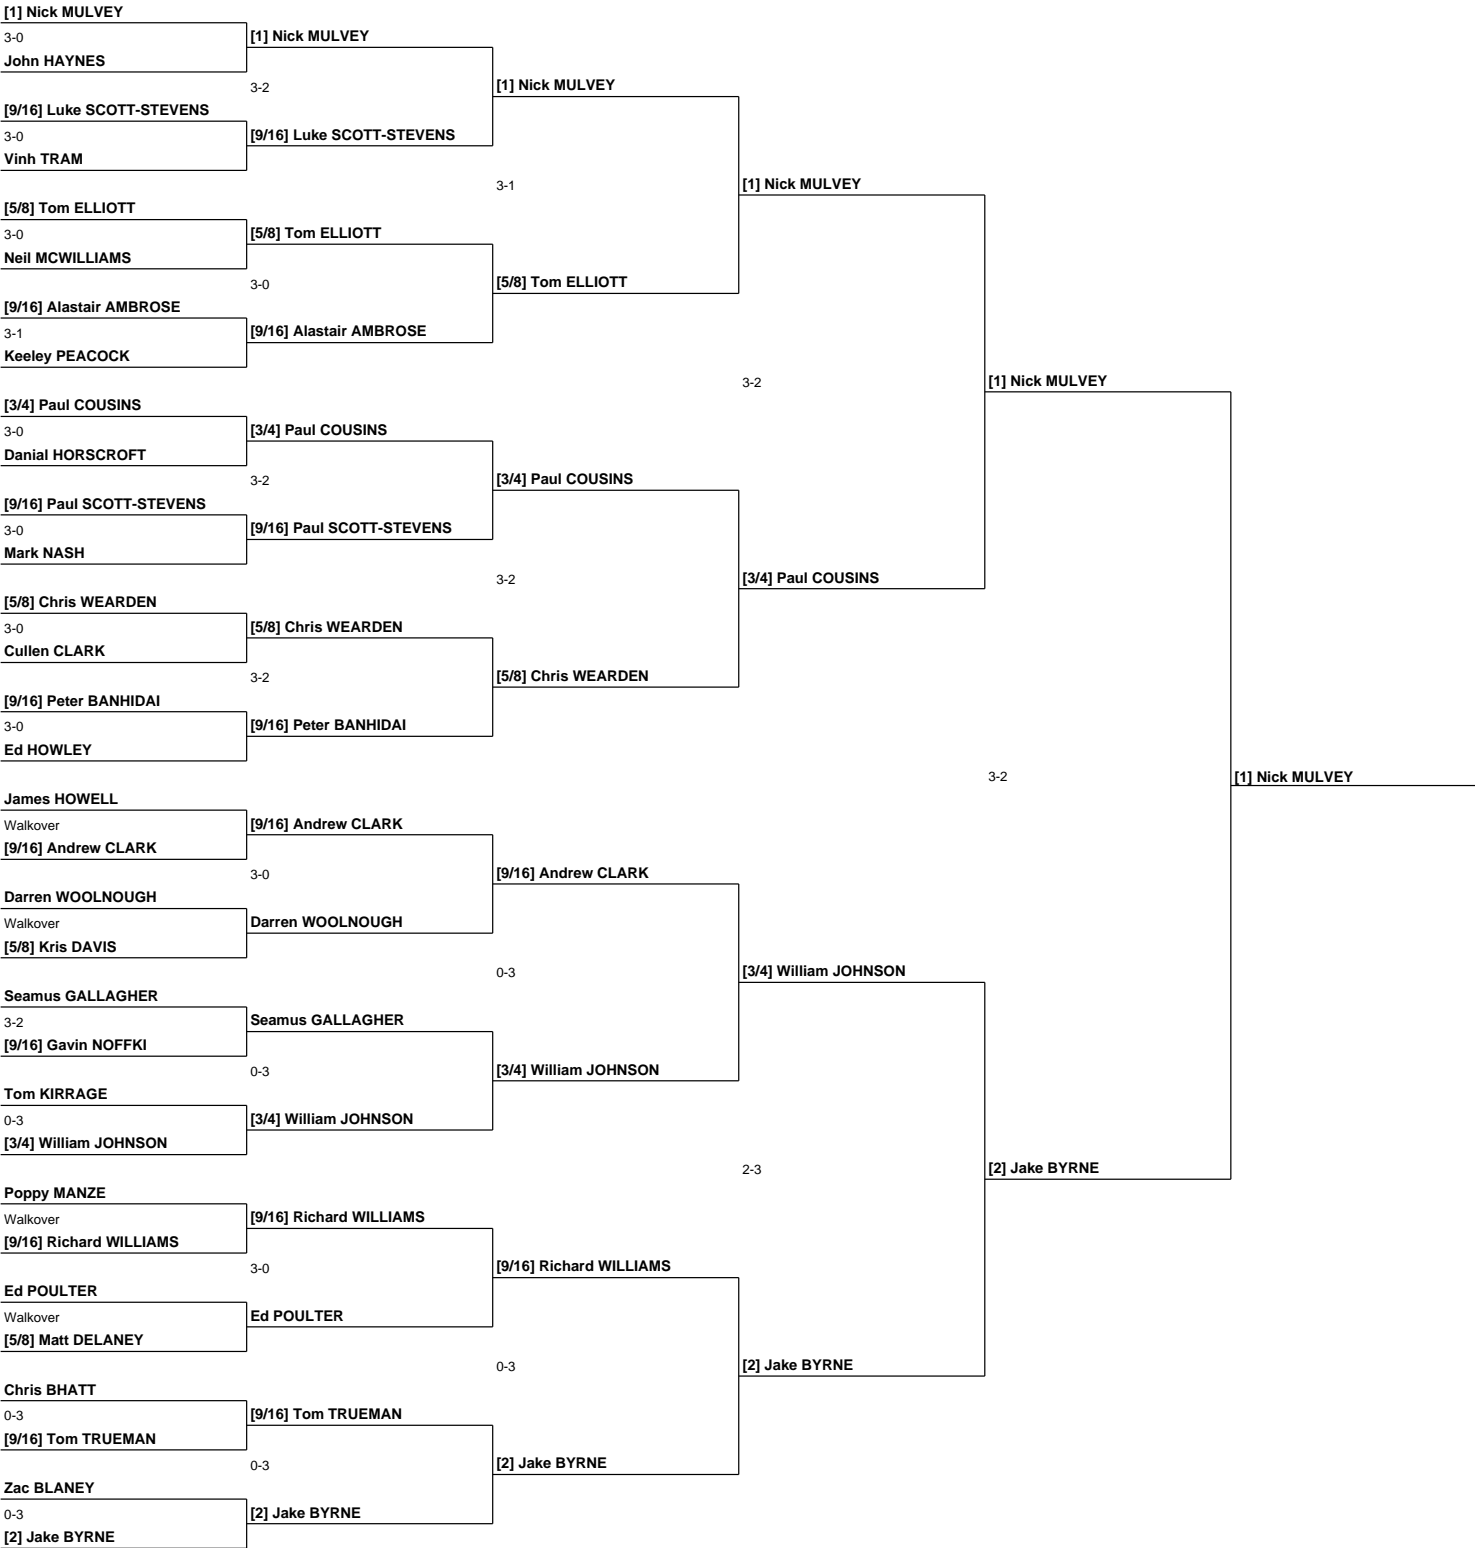 [1] Nick MULVEY
3-0
John HAYNES
[9/16] Luke SCOTT-STEVENS
3-0
Vinh TRAM
[5/8] Tom ELLIOTT
3-0
Neil MCWILLIAMS
[9/16] Alastair AMBROSE
3-1
Keeley PEACOCK
[3/4] Paul COUSINS
3-0
Danial HORSCROFT
[9/16] Paul SCOTT-STEVENS
3-0
Mark NASH
[5/8] Chris WEARDEN
3-0
Cullen CLARK
[9/16] Peter BANHIDAI
3-0
Ed HOWLEY
James HOWELL
Walkover
[9/16] Andrew CLARK
Darren WOOLNOUGH
Walkover
[5/8] Kris DAVIS
Seamus GALLAGHER
3-2
[9/16] Gavin NOFFKI
Tom KIRRAGE
0-3
[3/4] William JOHNSON
Poppy MANZE
Walkover
[9/16] Richard WILLIAMS
Ed POULTER
Walkover
[5/8] Matt DELANEY
Chris BHATT
0-3
[9/16] Tom TRUEMAN
Zac BLANEY
0-3
[2] Jake BYRNE
[1] Nick MULVEY
3-2
[9/16] Luke SCOTT-STEVENS
[5/8] Tom ELLIOTT
3-0
[9/16] Alastair AMBROSE
[3/4] Paul COUSINS
3-2
[9/16] Paul SCOTT-STEVENS
[5/8] Chris WEARDEN
3-2
[9/16] Peter BANHIDAI
[9/16] Andrew CLARK
3-0
Darren WOOLNOUGH
Seamus GALLAGHER
0-3
[3/4] William JOHNSON
[9/16] Richard WILLIAMS
3-0
Ed POULTER
[9/16] Tom TRUEMAN
0-3
[2] Jake BYRNE
[1] Nick MULVEY
3-1
[5/8] Tom ELLIOTT
[3/4] Paul COUSINS
3-2
[5/8] Chris WEARDEN
[9/16] Andrew CLARK
0-3
[3/4] William JOHNSON
[9/16] Richard WILLIAMS
0-3
[2] Jake BYRNE
[1] Nick MULVEY
3-2
[3/4] Paul COUSINS
[3/4] William JOHNSON
2-3
[2] Jake BYRNE
[1] Nick MULVEY
3-2
[2] Jake BYRNE
[1] Nick MULVEY